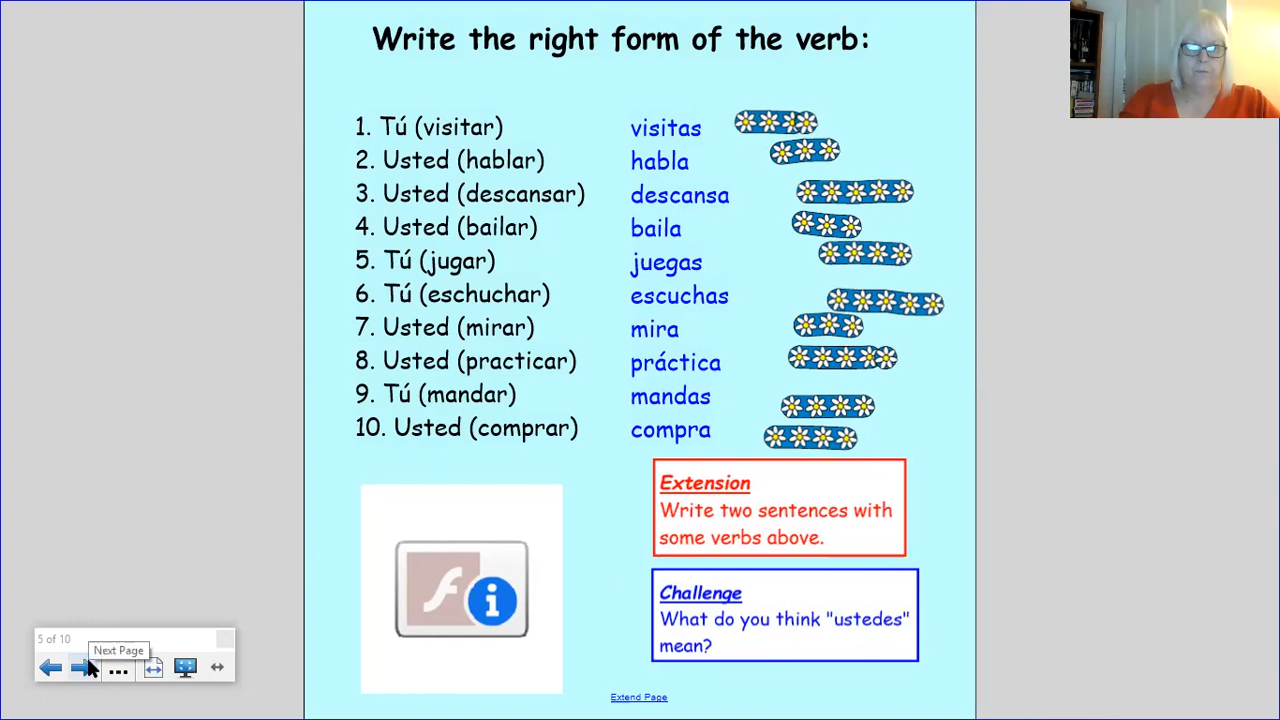 Write the right form of the verb:
1. Tú (visitar) visitas
2. Usted (hablar) habla
3. Usted (descansar) descansa
4. Usted (bailar) baila
5. Tú (jugar) juegas
6. Tú (eschuchar) escuchas
7. Usted (mirar) mira
8. Usted (practicar) práctica
9. Tú (mandar) mandas
10. Usted (comprar) compra
Extension
Write two sentences with
some verbs above.
Challenge
What do you think "ustedes"
mean?
5 of 10
Next Page
Extend Page